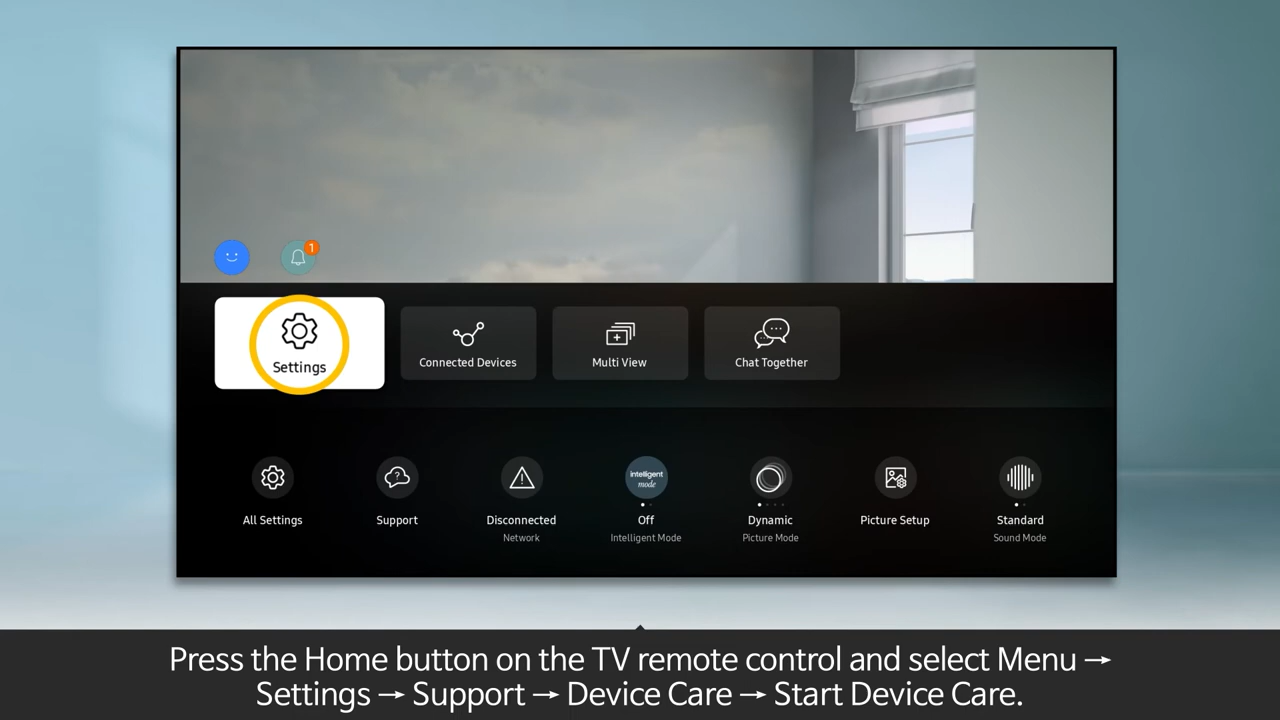 1
Settings
Connected Devices
Multi View
Chat Together
intelligent
mode
All Settings
Support
Disconnected
Network
Off
Intelligent Mode
Dynamic
Picture Mode
Picture Setup
Standard
Sound Mode
Press the Home button on the TV remote control and select Menu →
Settings → Support → Device Care → Start Device Care.